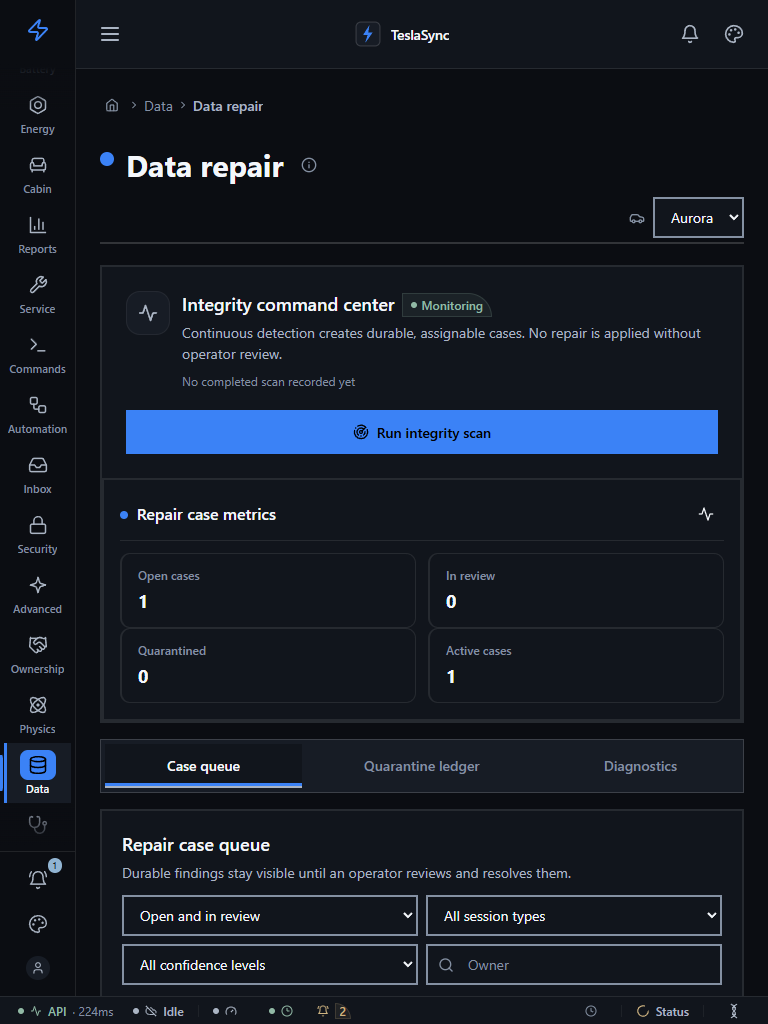 TeslaSync
Battery
Energy
Cabin
Reports
Service
Commands
Automation
Inbox
Security
Advanced
Ownership
Physics
Data
1
Data
Data repair
Data repair
Aurora
Integrity command center
Monitoring
Continuous detection creates durable, assignable cases. No repair is applied without
operator review.
No completed scan recorded yet
Run integrity scan
Repair case metrics
Open cases
1
In review
0
Quarantined
0
Active cases
1
Case queue
Quarantine ledger
Diagnostics
Repair case queue
Durable findings stay visible until an operator reviews and resolves them.
Open and in review
All session types
All confidence levels
Owner
API · 224ms
Idle
2
Status